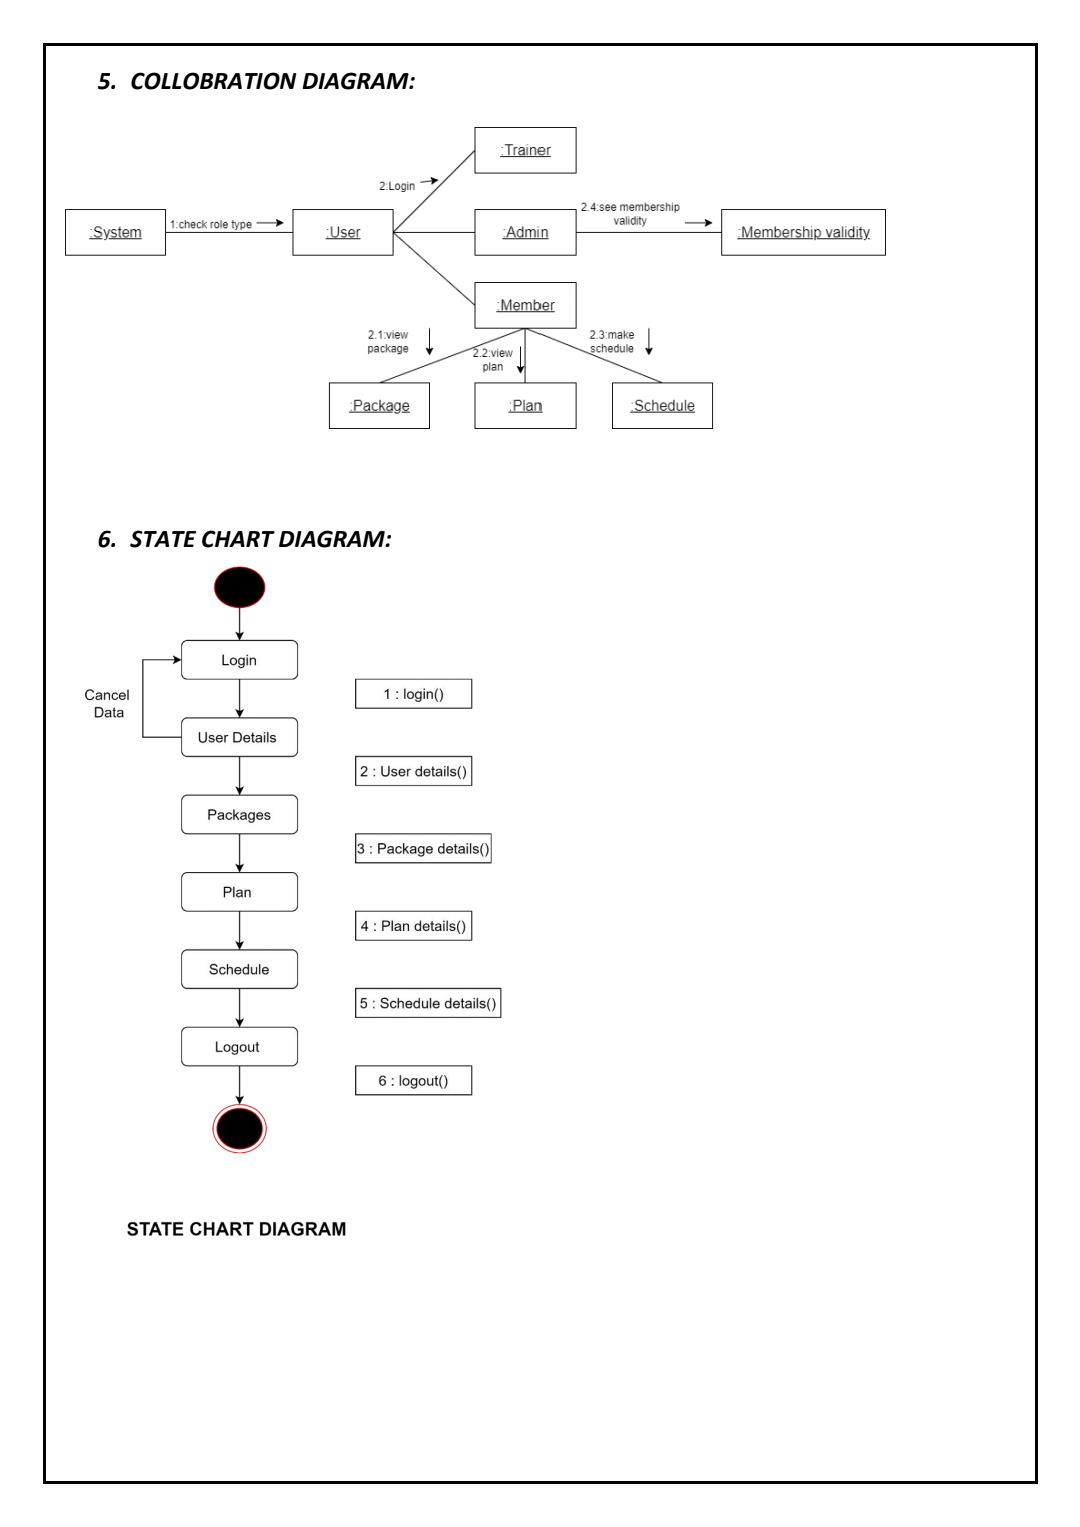 5. COLLOBRATION DIAGRAM:
:Trainer
2:Login
2.4:see membership
validity
:System
1:check role type
:User
:Admin
:Membership validity
:Member
2.1:view
package
2.2:view
plan
2.3:make
schedule
:Package
:Plan
:Schedule
6. STATE CHART DIAGRAM:
Login
Cancel
Data
1 : login()
User Details
2 : User details()
Packages
3 : Package details()
Plan
4 : Plan details()
Schedule
5 : Schedule details()
Logout
6 : logout()
STATE CHART DIAGRAM